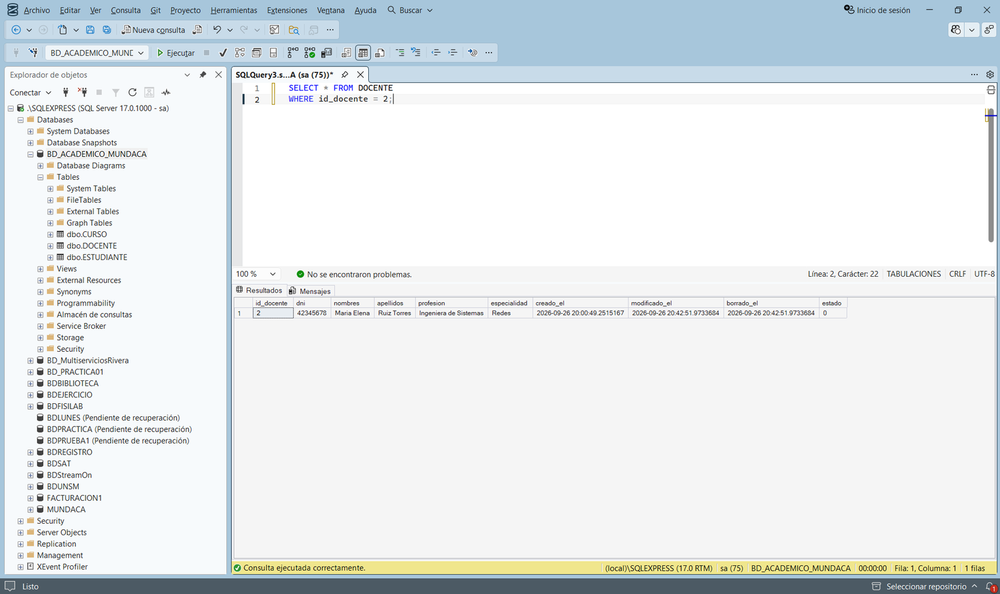 Archivo Editar Ver Consulta Git Proyecto Herramientas Extensiones Ventana Ayuda Buscar Inicio de sesión
Nueva consulta
BD_ACADEMICO_MUND Ejecutar
Explorador de objetos
Conectar
.\SQLEXPRESS (SQL Server 17.0.1000 - sa)
Databases
System Databases
Database Snapshots
BD_ACADEMICO_MUNDACA
Database Diagrams
Tables
System Tables
FileTables
External Tables
Graph Tables
dbo.CURSO
dbo.DOCENTE
dbo.ESTUDIANTE
Views
External Resources
Synonyms
Programmability
Almacén de consultas
Service Broker
Storage
Security
BD_MultiserviciosRivera
BD_PRACTICA01
BDBIBLIOTECA
BDEJERCICIO
BDFISILAB
BDLUNES (Pendiente de recuperación)
BDPRACTICA (Pendiente de recuperación)
BDPRUEBA1 (Pendiente de recuperación)
BDREGISTRO
BDSAT
BDStreamOn
BDUNSM
FACTURACION1
MUNDACA
Security
Server Objects
Replication
Management
XEvent Profiler
SQLQuery3.s...A (sa (75))*
1 SELECT * FROM DOCENTE
2 WHERE id_docente = 2;
100 % No se encontraron problemas. Línea: 2, Carácter: 22 TABULACIONES CRLF UTF-8
Resultados Mensajes
id_docente dni nombres apellidos profesion especialidad creado_el modificado_el borrado_el estado
1 2 42345678 Maria Elena Ruiz Torres Ingeniera de Sistemas Redes 2026-09-26 20:00:49.2515167 2026-09-26 20:42:51.9733684 2026-09-26 20:42:51.9733684 0
Consulta ejecutada correctamente. (local)\SQLEXPRESS (17.0 RTM) sa (75) BD_ACADEMICO_MUNDACA 00:00:00 Fila: 1, Columna: 1 1 filas
Listo Seleccionar repositorio 1